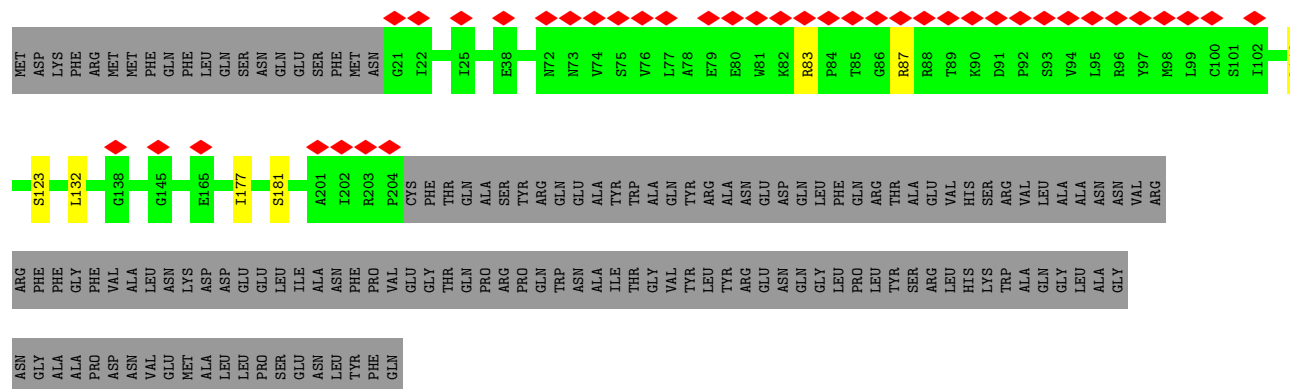 MET ASP LYS PHE ARG MET MET PHE GLN PHE LEU GLN SER ASN GLN GLU SER PHE MET ASN G21 I22 I25 E38 N72 N73 V74 S75 V76 L77 A78 E79 E80 W81 K82 R83 P84 T85 G86 R87 R88 T89 K90 D91 P92 S93 V94 L95 R96 Y97 M98 L99 C100 S101 I102
S123 L132 G138 G145 E165 I177 S181 A201 I202 R203 P204 CYS PHE THR GLN ALA SER TYR ARG GLN GLU ALA TYR TRP ALA GLN TYR ARG ALA ASN GLU ASP GLN LEU PHE GLN ARG THR ALA GLU VAL HIS SER ARG VAL LEU ALA ALA ASN ASN VAL ARG
ARG PHE PHE GLY PHE VAL ALA LEU ASN LYS ASP ASP GLU GLU LEU ILE ALA ASN PHE PRO VAL GLU GLY THR GLN PRO ARG PRO GLN TRP ASN ALA ILE THR GLY VAL TYR LEU TYR ARG GLU ASN GLN GLY LEU PRO LEU TYR SER ARG LEU HIS LYS TRP ALA GLN GLY LEU ALA GLY
ASN GLY ALA ALA PRO ASP ASN VAL GLU MET ALA LEU LEU PRO SER GLU ASN LEU TYR PHE GLN